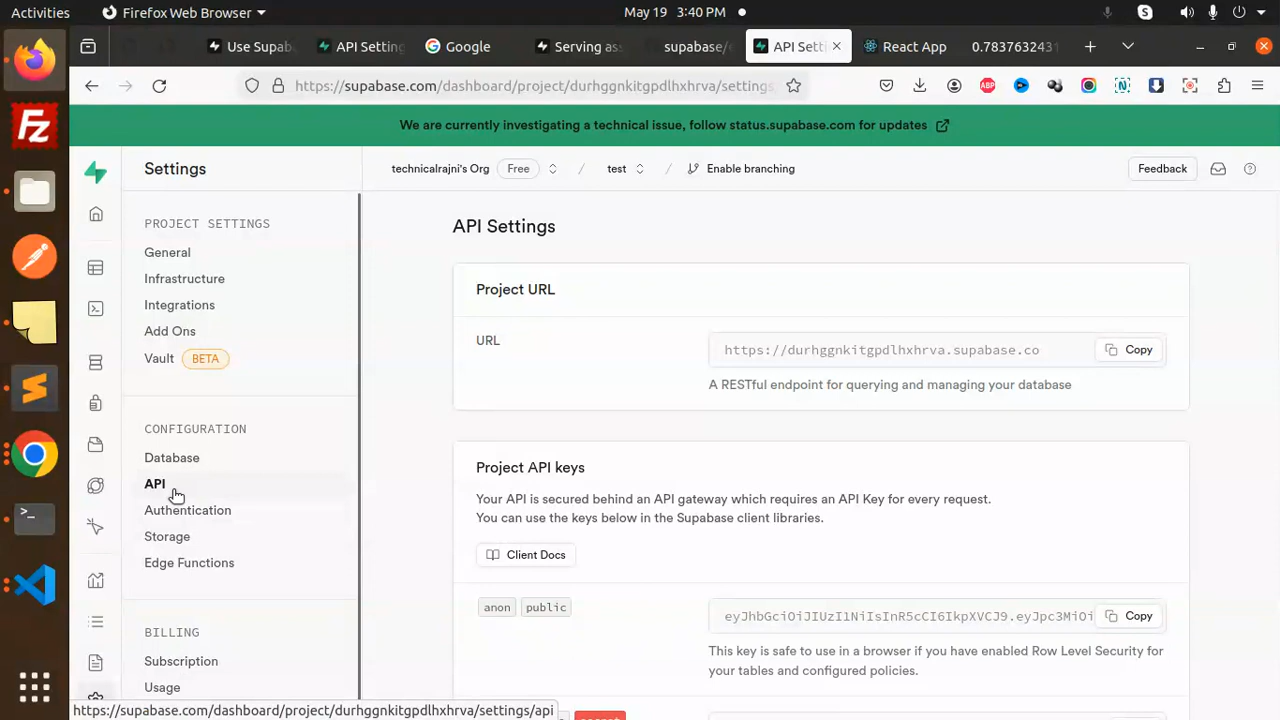 Activities
Firefox Web Browser
May 19 3:40 PM
Use Supab
API Setting
Google
Serving ass
supabase/
API Setti
React App
0.7837632431
https://supabase.com/dashboard/project/durhggnkitgpdlhxhrva/settings
We are currently investigating a technical issue, follow status.supabase.com for updates
Settings
technicalrajni's Org
Free
/
test
/
Enable branching
Feedback
PROJECT SETTINGS
General
Infrastructure
Integrations
Add Ons
Vault
BETA
CONFIGURATION
Database
API
Authentication
Storage
Edge Functions
BILLING
Subscription
Usage
API Settings
Project URL
URL
https://durhggnkitgpdlhxhrva.supabase.co
Copy
A RESTful endpoint for querying and managing your database
Project API keys
Your API is secured behind an API gateway which requires an API Key for every request.
You can use the keys below in the Supabase client libraries.
Client Docs
anon
public
eyJhbGciOiJIUzI1NiIsInR5cCI6IkpXVCJ9.eyJpc3MiOi
Copy
This key is safe to use in a browser if you have enabled Row Level Security for
your tables and configured policies.
https://supabase.com/dashboard/project/durhggnkitgpdlhxhrva/settings/api